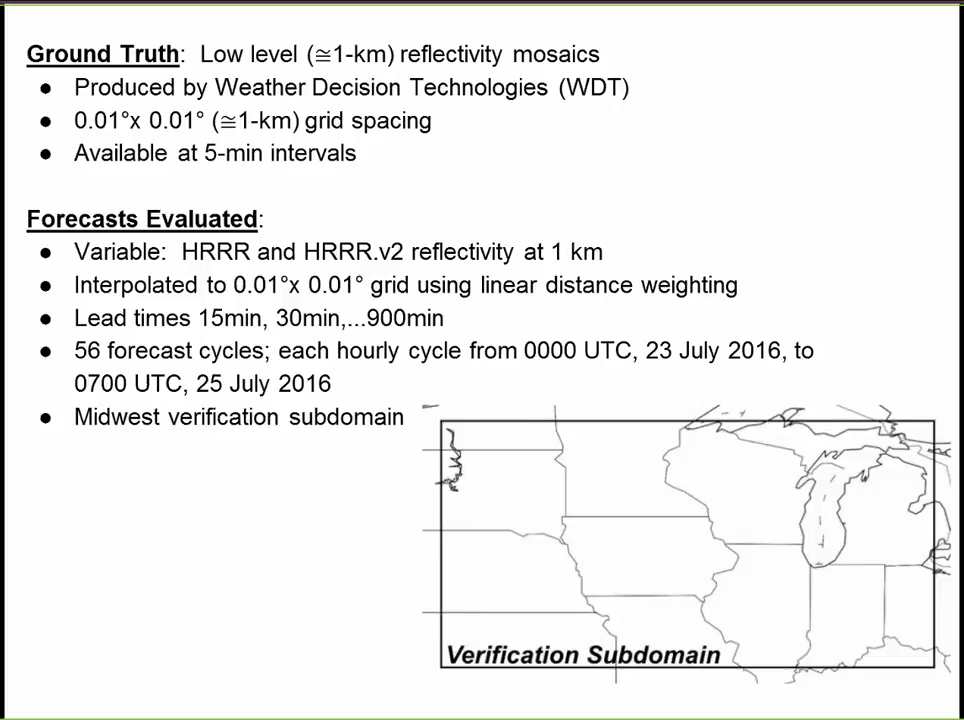 Ground Truth: Low level (≅1-km) reflectivity mosaics
● Produced by Weather Decision Technologies (WDT)
● 0.01°x 0.01° (≅1-km) grid spacing
● Available at 5-min intervals
Forecasts Evaluated:
● Variable: HRRR and HRRR.v2 reflectivity at 1 km
● Interpolated to 0.01°x 0.01° grid using linear distance weighting
● Lead times 15min, 30min,...900min
● 56 forecast cycles; each hourly cycle from 0000 UTC, 23 July 2016, to
0700 UTC, 25 July 2016
● Midwest verification subdomain
Verification Subdomain